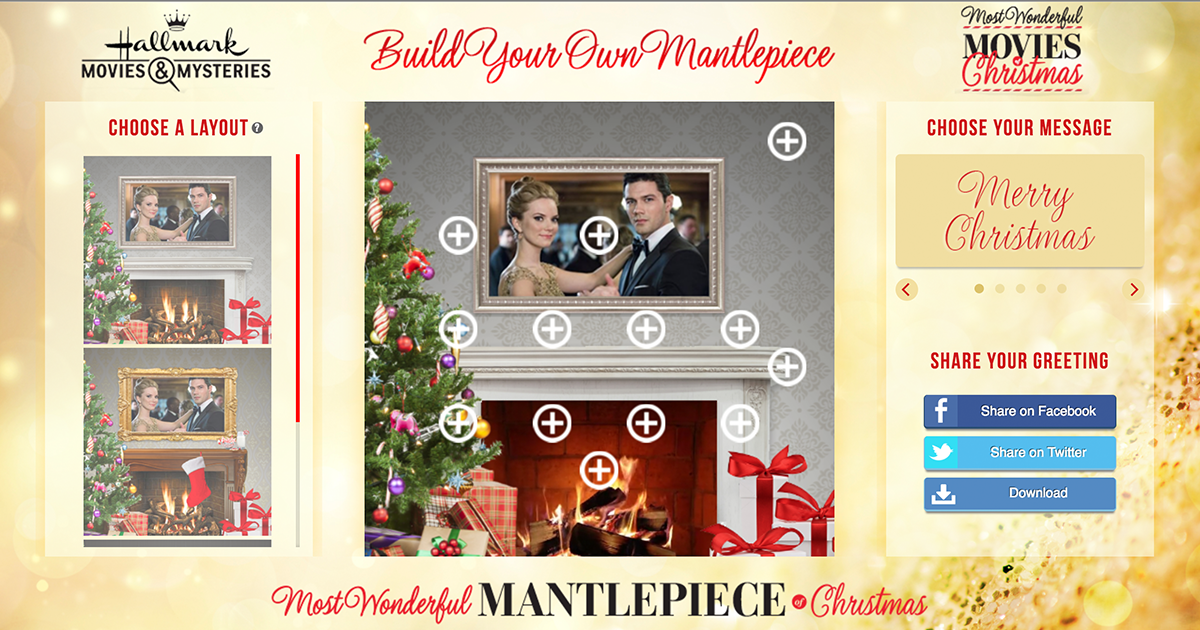 Hallmark
MOVIES & MYSTERIES
Build Your Own Mantlepiece
Most Wonderful
MOVIES
of
Christmas
CHOOSE A LAYOUT ?
CHOOSE YOUR MESSAGE
Merry
Christmas
SHARE YOUR GREETING
f Share on Facebook
Share on Twitter
Download
Most Wonderful MANTLEPIECE of Christmas